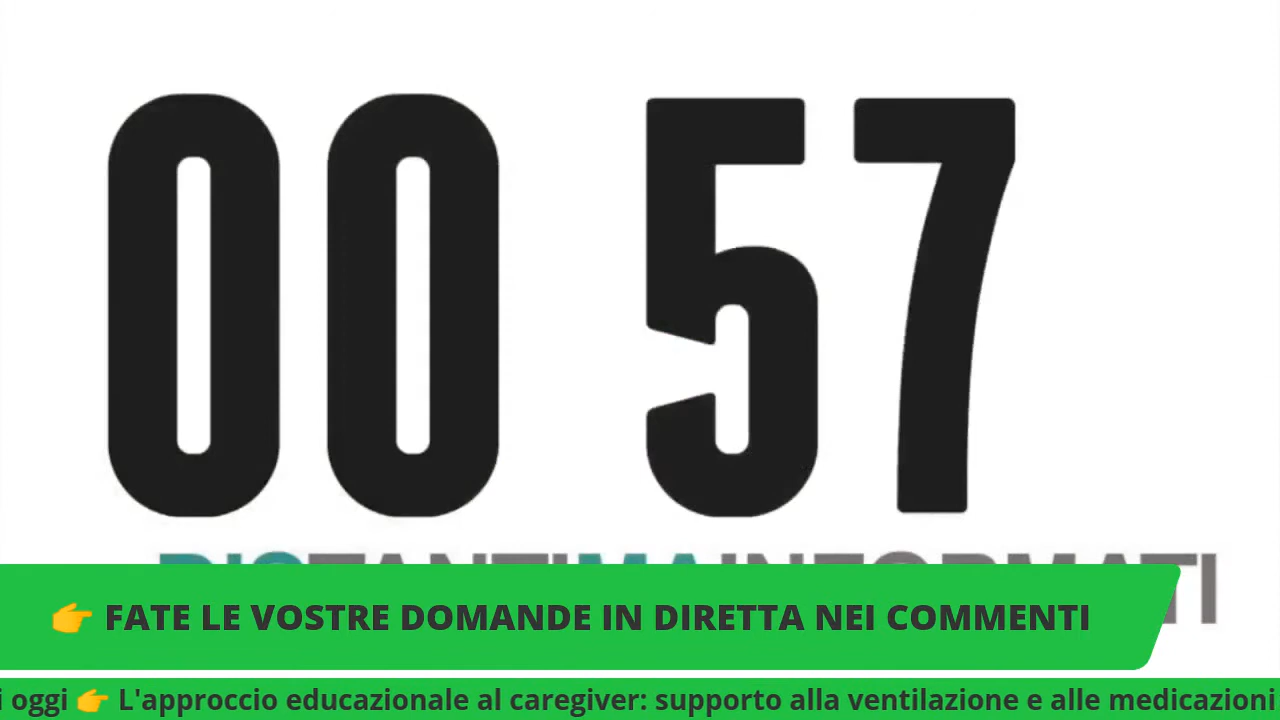 00 57
DISTANTIMAINFORMATI
👉 FATE LE VOSTRE DOMANDE IN DIRETTA NEI COMMENTI
i oggi 👉 L'approccio educazionale al caregiver: supporto alla ventilazione e alle medicazioni